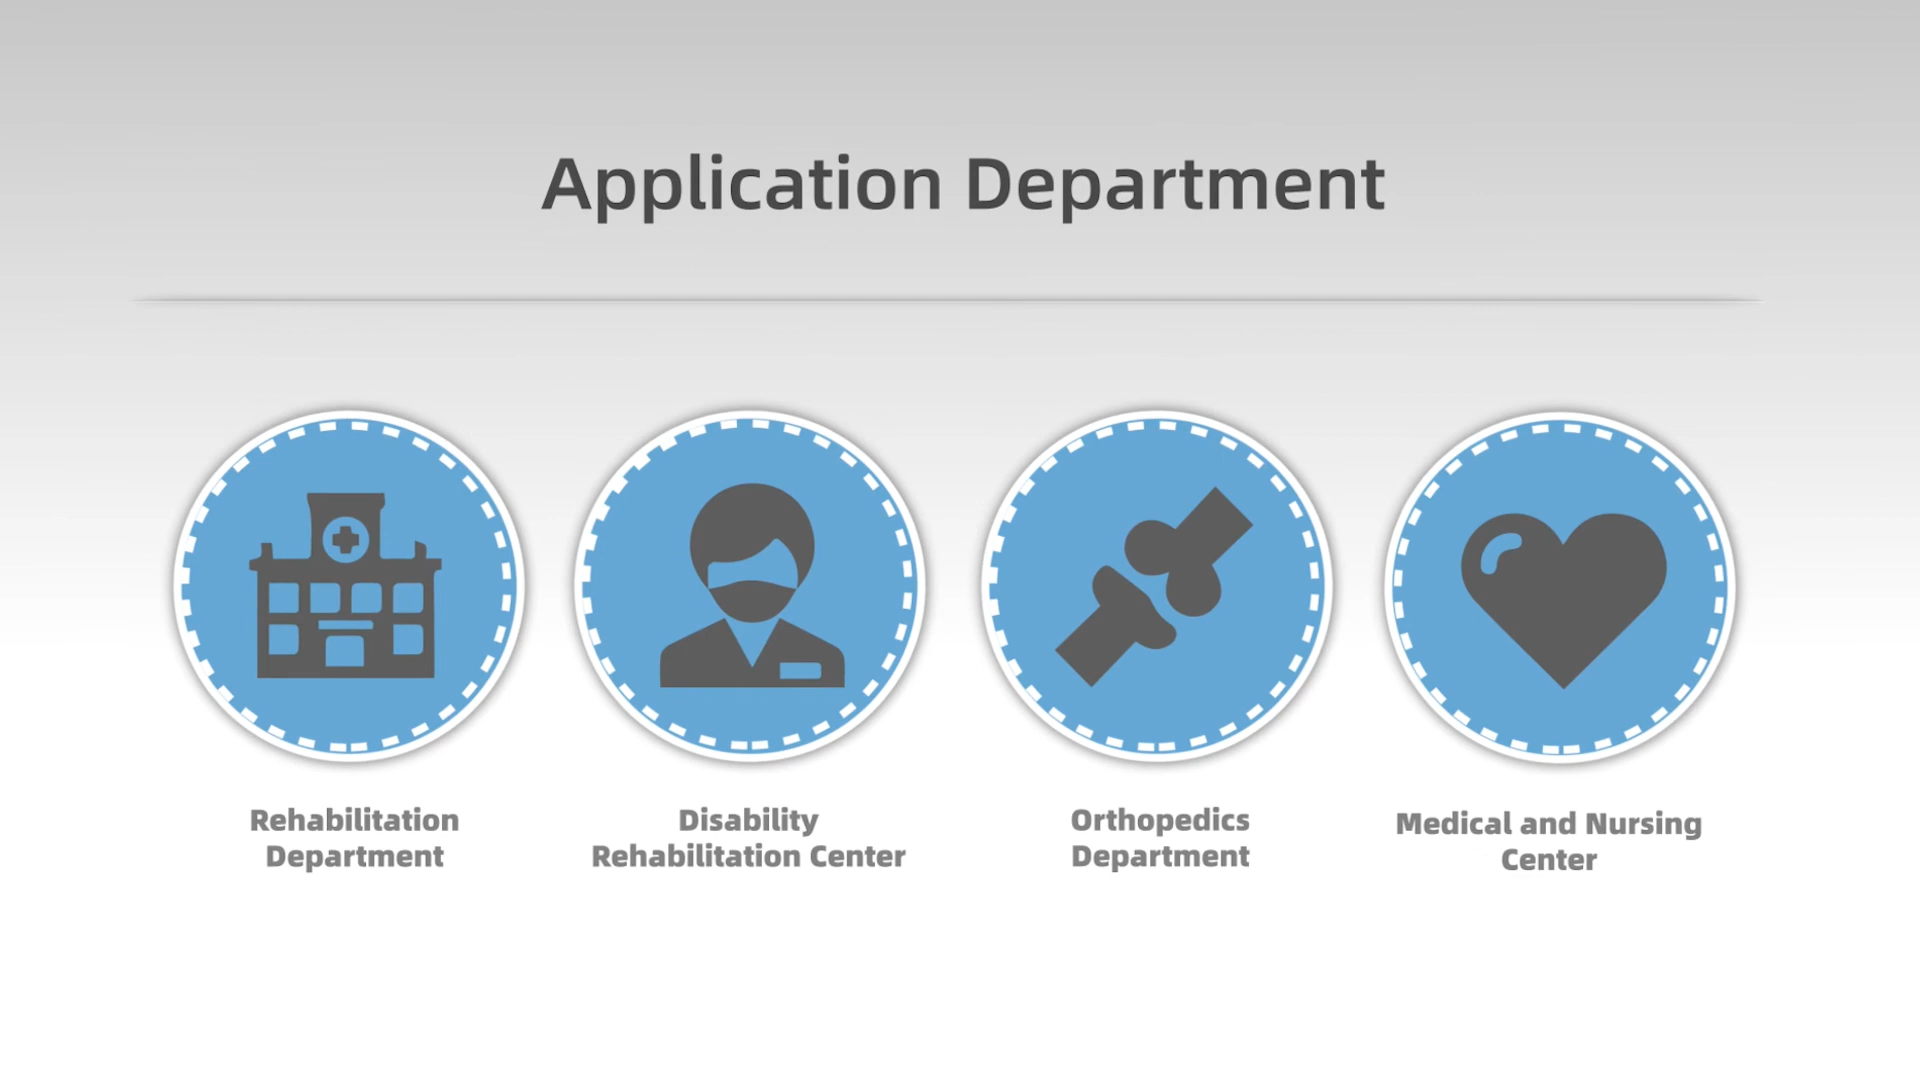 Application Department
Rehabilitation
Department
Disability
Rehabilitation Center
Orthopedics
Department
Medical and Nursing
Center